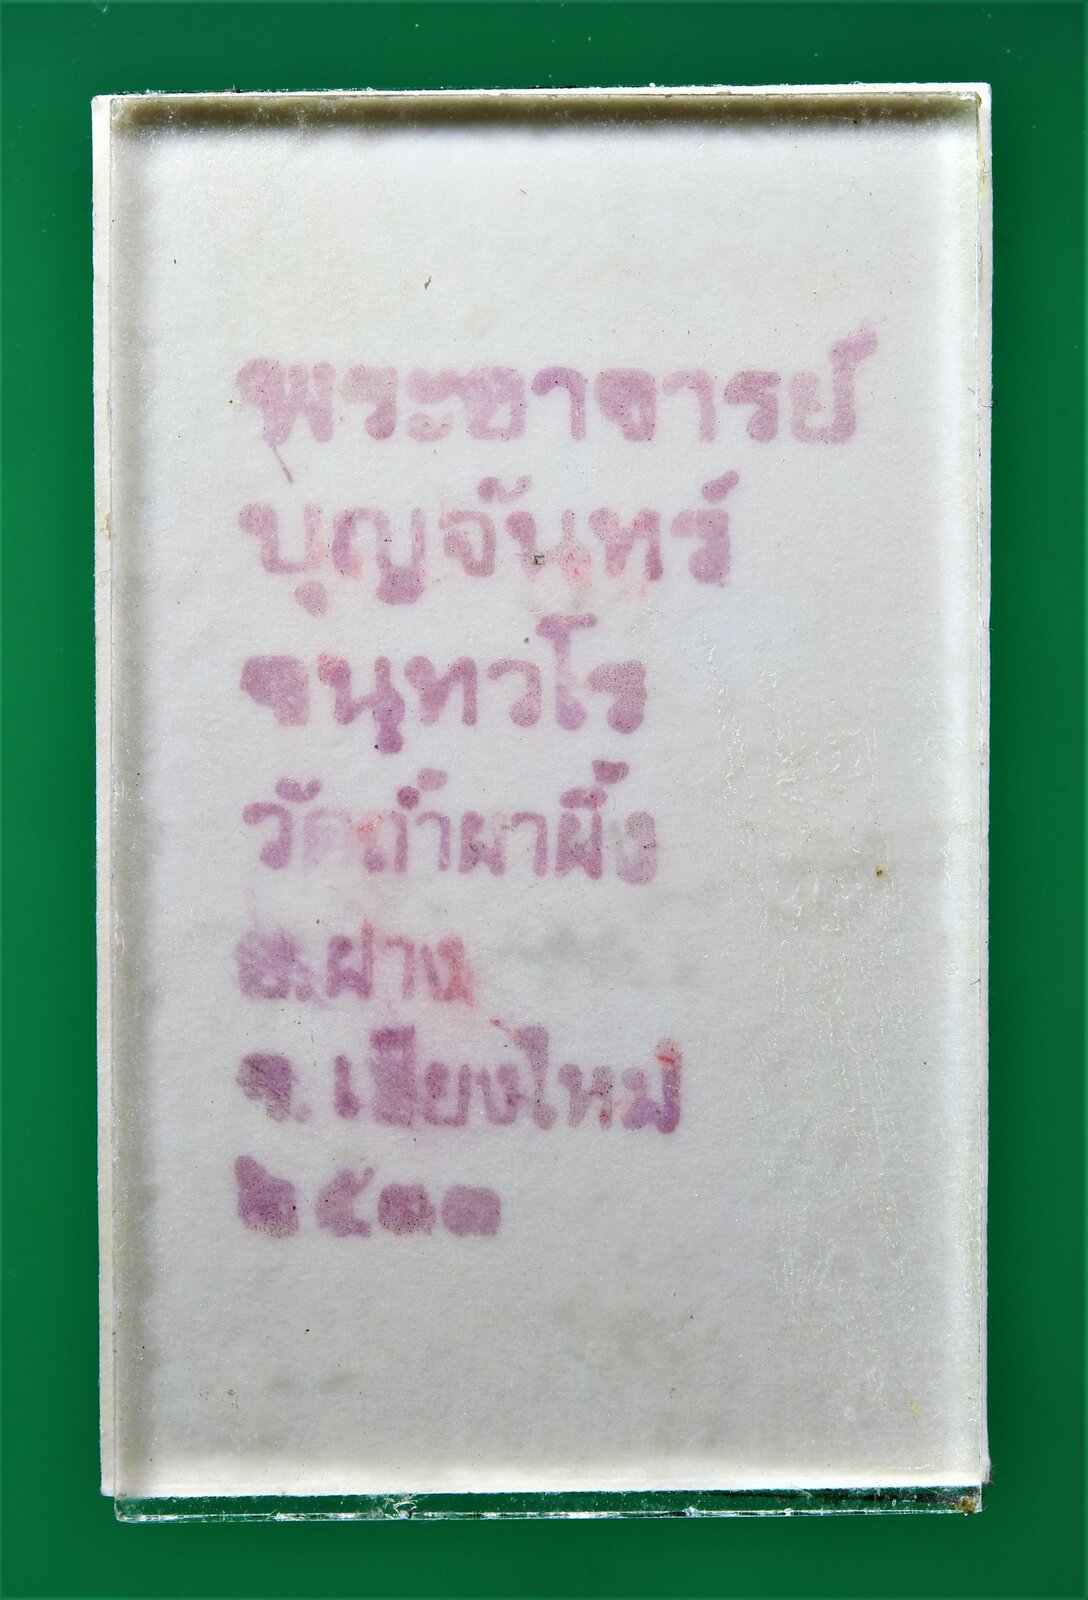 พระอาจารย์
บุญจันทร์
จนฺทวโร
วัดถ้ำผาผึ้ง
อ.ฝาง
จ.เชียงใหม่
๒๕๓๓